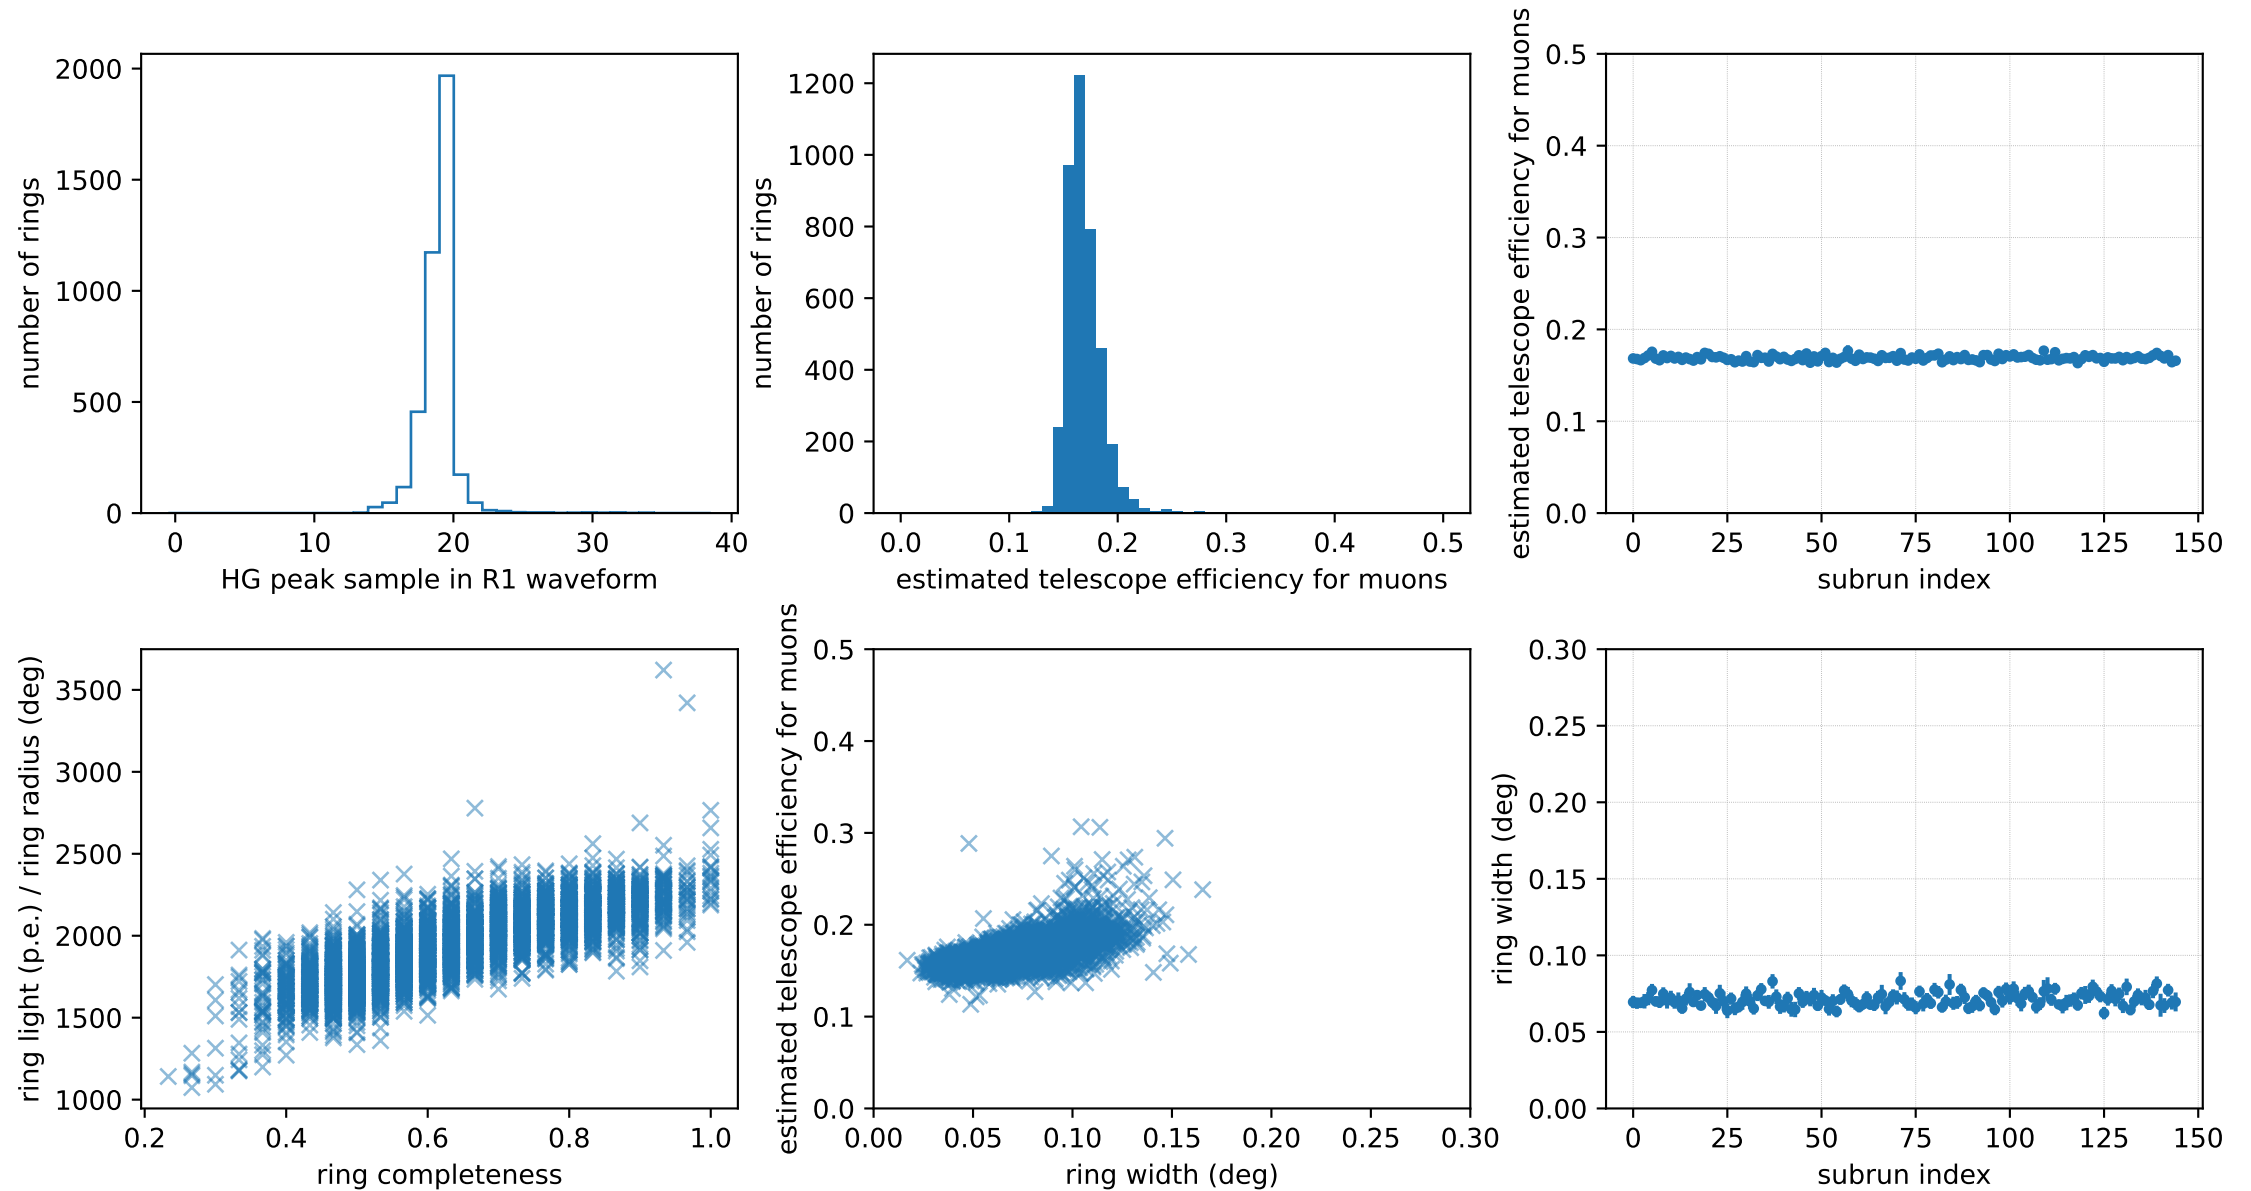 2000
1500
1000
500
0
number of rings
0 10 20 30 40
HG peak sample in R1 waveform
1200
1000
800
600
400
200
0
number of rings
0.0 0.1 0.2 0.3 0.4 0.5
estimated telescope efficiency for muons
0.5
0.4
0.3
0.2
0.1
0.0
estimated telescope efficiency for muons
0 25 50 75 100 125 150
subrun index
3500
3000
2500
2000
1500
1000
ring light (p.e.) / ring radius (deg)
0.2 0.4 0.6 0.8 1.0
ring completeness
0.5
0.4
0.3
0.2
0.1
0.0
estimated telescope efficiency for muons
0.00 0.05 0.10 0.15 0.20 0.25 0.30
ring width (deg)
0.30
0.25
0.20
0.15
0.10
0.05
0.00
ring width (deg)
0 25 50 75 100 125 150
subrun index